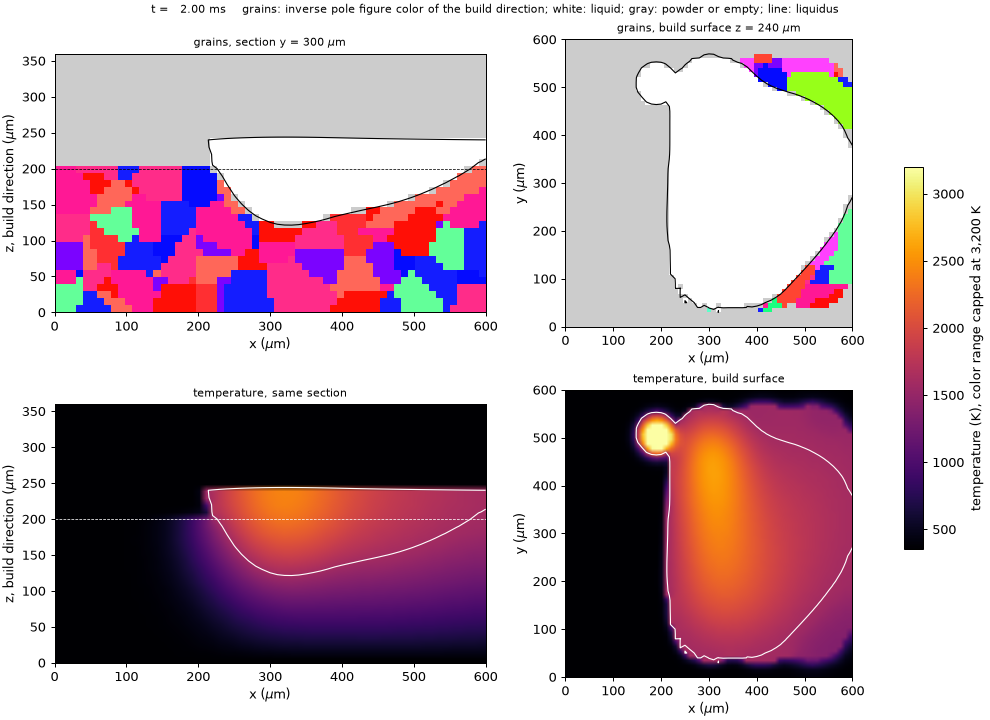 t =   2.00 ms    grains: inverse pole figure color of the build direction; white: liquid; gray: powder or empty; line: liquidus
grains, section y = 300 μm
350
300
250
200
150
100
50
0
z, build direction (μm)
0 100 200 300 400 500 600
x (μm)
grains, build surface z = 240 μm
600
500
400
300
200
100
0
y (μm)
0 100 200 300 400 500 600
x (μm)
temperature, same section
350
300
250
200
150
100
50
0
z, build direction (μm)
0 100 200 300 400 500 600
x (μm)
temperature, build surface
600
500
400
300
200
100
0
y (μm)
0 100 200 300 400 500 600
x (μm)
3000
2500
2000
1500
1000
500
temperature (K), color range capped at 3,200 K